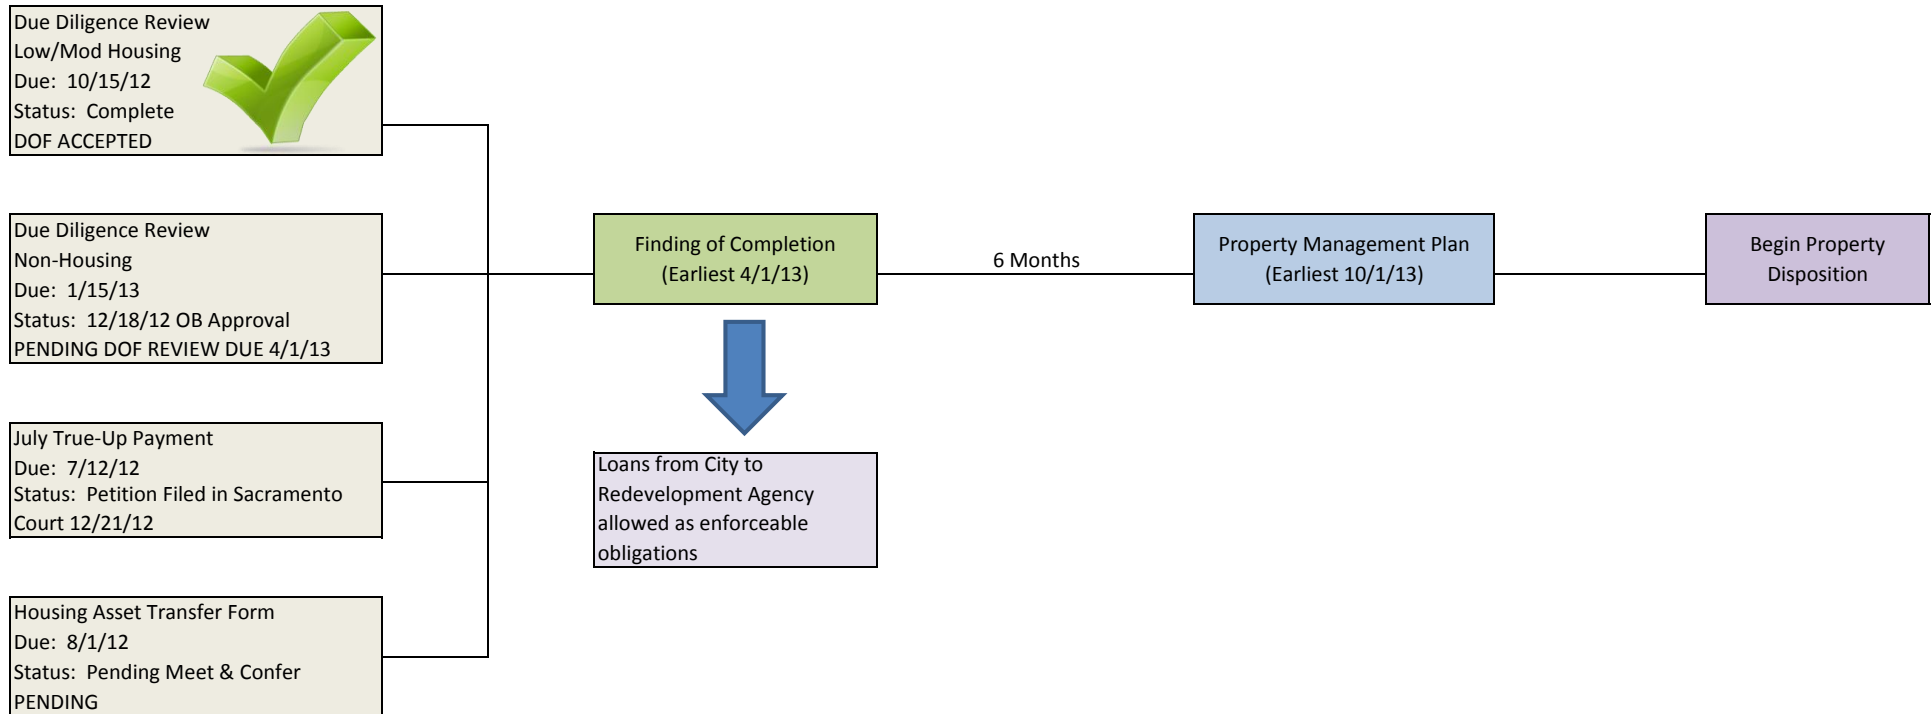 Due Diligence Review
Low/Mod Housing
Due:  10/15/12
Status:  Complete
DOF ACCEPTED
Due Diligence Review
Non-Housing
Due:  1/15/13
Status:  12/18/12 OB Approval
PENDING DOF REVIEW DUE 4/1/13
July True-Up Payment
Due:  7/12/12
Status:  Petition Filed in Sacramento
Court 12/21/12
Housing Asset Transfer Form
Due:  8/1/12
Status:  Pending Meet & Confer
PENDING
Finding of Completion
(Earliest 4/1/13)
Loans from City to
Redevelopment Agency
allowed as enforceable
obligations
6 Months
Property Management Plan
(Earliest 10/1/13)
Begin Property
Disposition